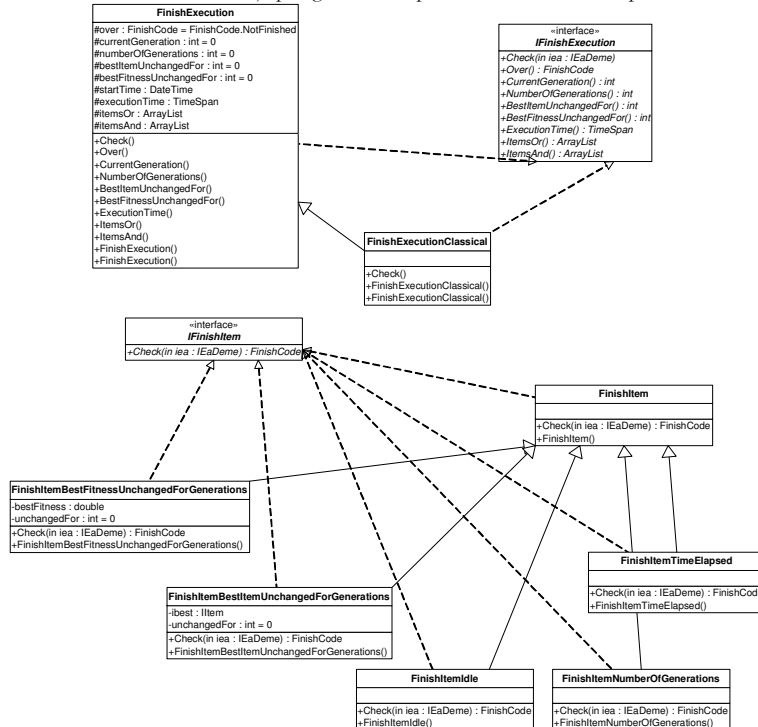 FinishExecution
#over : FinishCode = FinishCode.NotFinished
#currentGeneration : int = 0
#numberOfGenerations : int = 0
#bestItemUnchangedFor : int = 0
#bestFitnessUnchangedFor : int = 0
#startTime : DateTime
#executionTime : TimeSpan
#itemsOr : ArrayList
#itemsAnd : ArrayList
+Check()
+Over()
+CurrentGeneration()
+NumberOfGenerations()
+BestItemUnchangedFor()
+BestFitnessUnchangedFor()
+ExecutionTime()
+ItemsOr()
+ItemsAnd()
+FinishExecution()
+FinishExecution()
«interface»
IFinishExecution
+Check(in iea : IEaDeme)
+Over() : FinishCode
+CurrentGeneration() : int
+NumberOfGenerations() : int
+BestItemUnchangedFor() : int
+BestFitnessUnchangedFor() : int
+ExecutionTime() : TimeSpan
+ItemsOr() : ArrayList
+ItemsAnd() : ArrayList
FinishExecutionClassical
+Check()
+FinishExecutionClassical()
+FinishExecutionClassical()
«interface»
IFinishItem
+Check(in iea : IEaDeme) : FinishCode
FinishItem
+Check(in iea : IEaDeme) : FinishCode
+FinishItem()
FinishItemBestFitnessUnchangedForGenerations
-bestFitness : double
-unchangedFor : int = 0
+Check(in iea : IEaDeme) : FinishCode
+FinishItemBestFitnessUnchangedForGenerations()
FinishItemTimeElapsed
+Check(in iea : IEaDeme) : FinishCod
+FinishItemTimeElapsed()
FinishItemBestItemUnchangedForGenerations
-ibest : IItem
-unchangedFor : int = 0
+Check(in iea : IEaDeme) : FinishCode
+FinishItemBestItemUnchangedForGenerations()
FinishItemIdle
+Check(in iea : IEaDeme) : FinishCode
+FinishItemIdle()
FinishItemNumberOfGenerations
+Check(in iea : IEaDeme) : FinishCode
+FinishItemNumberOfGenerations()